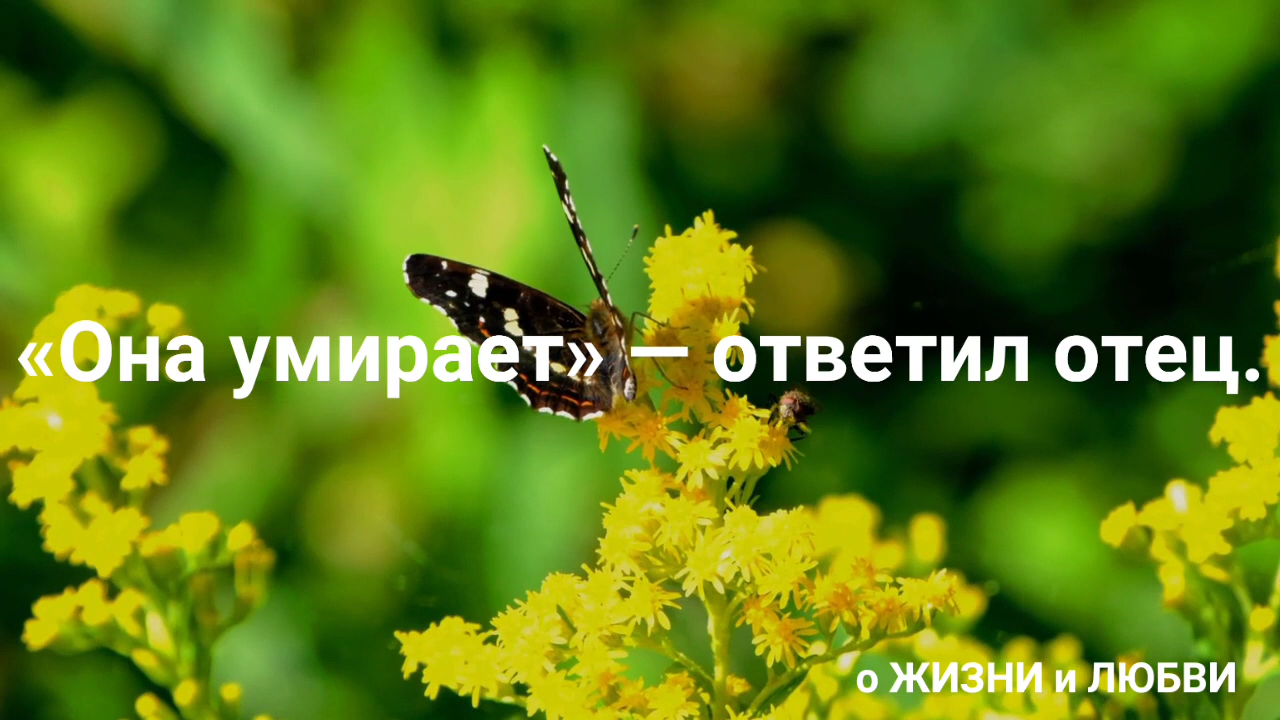 «Она умирает» — ответил отец.
о ЖИЗНИ и ЛЮБВИ